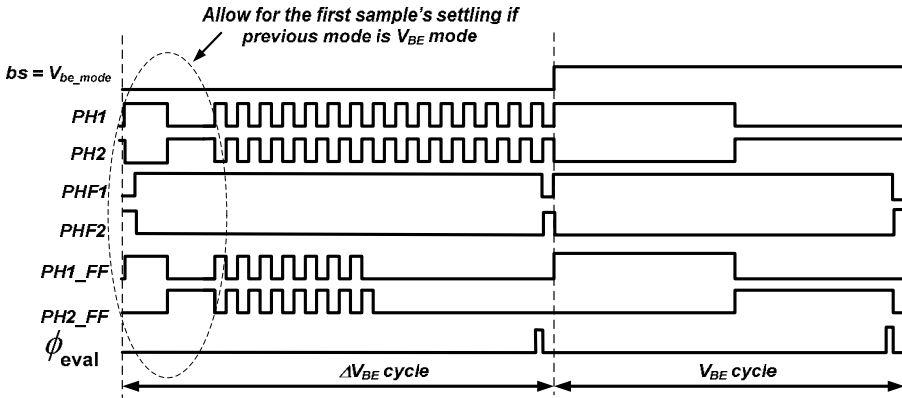 Allow for the first sample's settling if
previous mode is VBE mode
bs = Vbe_mode
PH1
PH2
PHF1
PHF2
PH1_FF
PH2_FF
ϕeval
ΔVBE cycle
VBE cycle